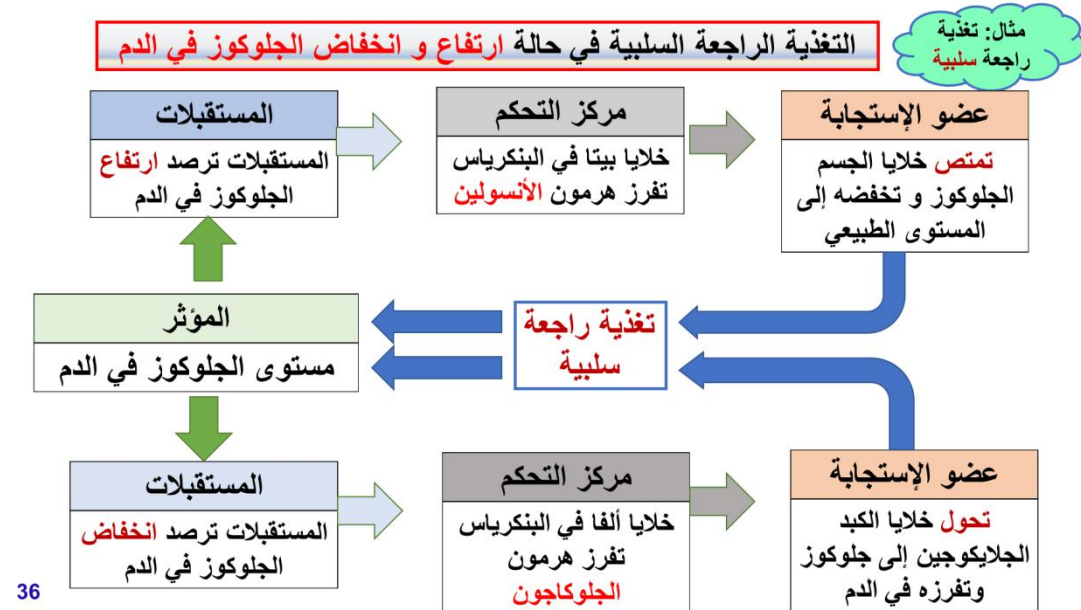 مثال: تغذية
راجعة سلبية
التغذية الراجعة السلبية في حالة ارتفاع و انخفاض الجلوكوز في الدم
المستقبلات
المستقبلات ترصد ارتفاع
الجلوكوز في الدم
مركز التحكم
خلايا بيتا في البنكرياس
تفرز هرمون الأنسولين
عضو الإستجابة
تمتص خلايا الجسم
الجلوكوز و تخفضه إلى
المستوى الطبيعي
المؤثر
مستوى الجلوكوز في الدم
تغذية راجعة
سلبية
المستقبلات
المستقبلات ترصد انخفاض
الجلوكوز في الدم
مركز التحكم
خلايا ألفا في البنكرياس
تفرز هرمون
الجلوكاجون
عضو الإستجابة
تحول خلايا الكبد
الجلايكوجين إلى جلوكوز
وتفرزه في الدم
36